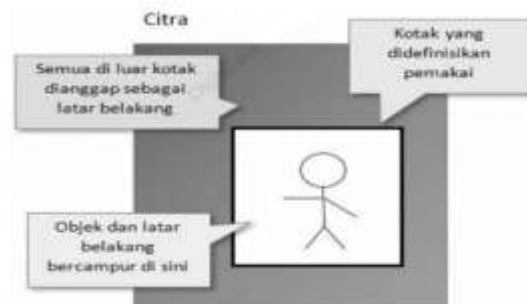 Citra
Kotak yang
didefinisikan
pemakai
Semua di luar kotak
dianggap sebagai
latar belakang
Objek dan latar
belakang
bercampur di sini